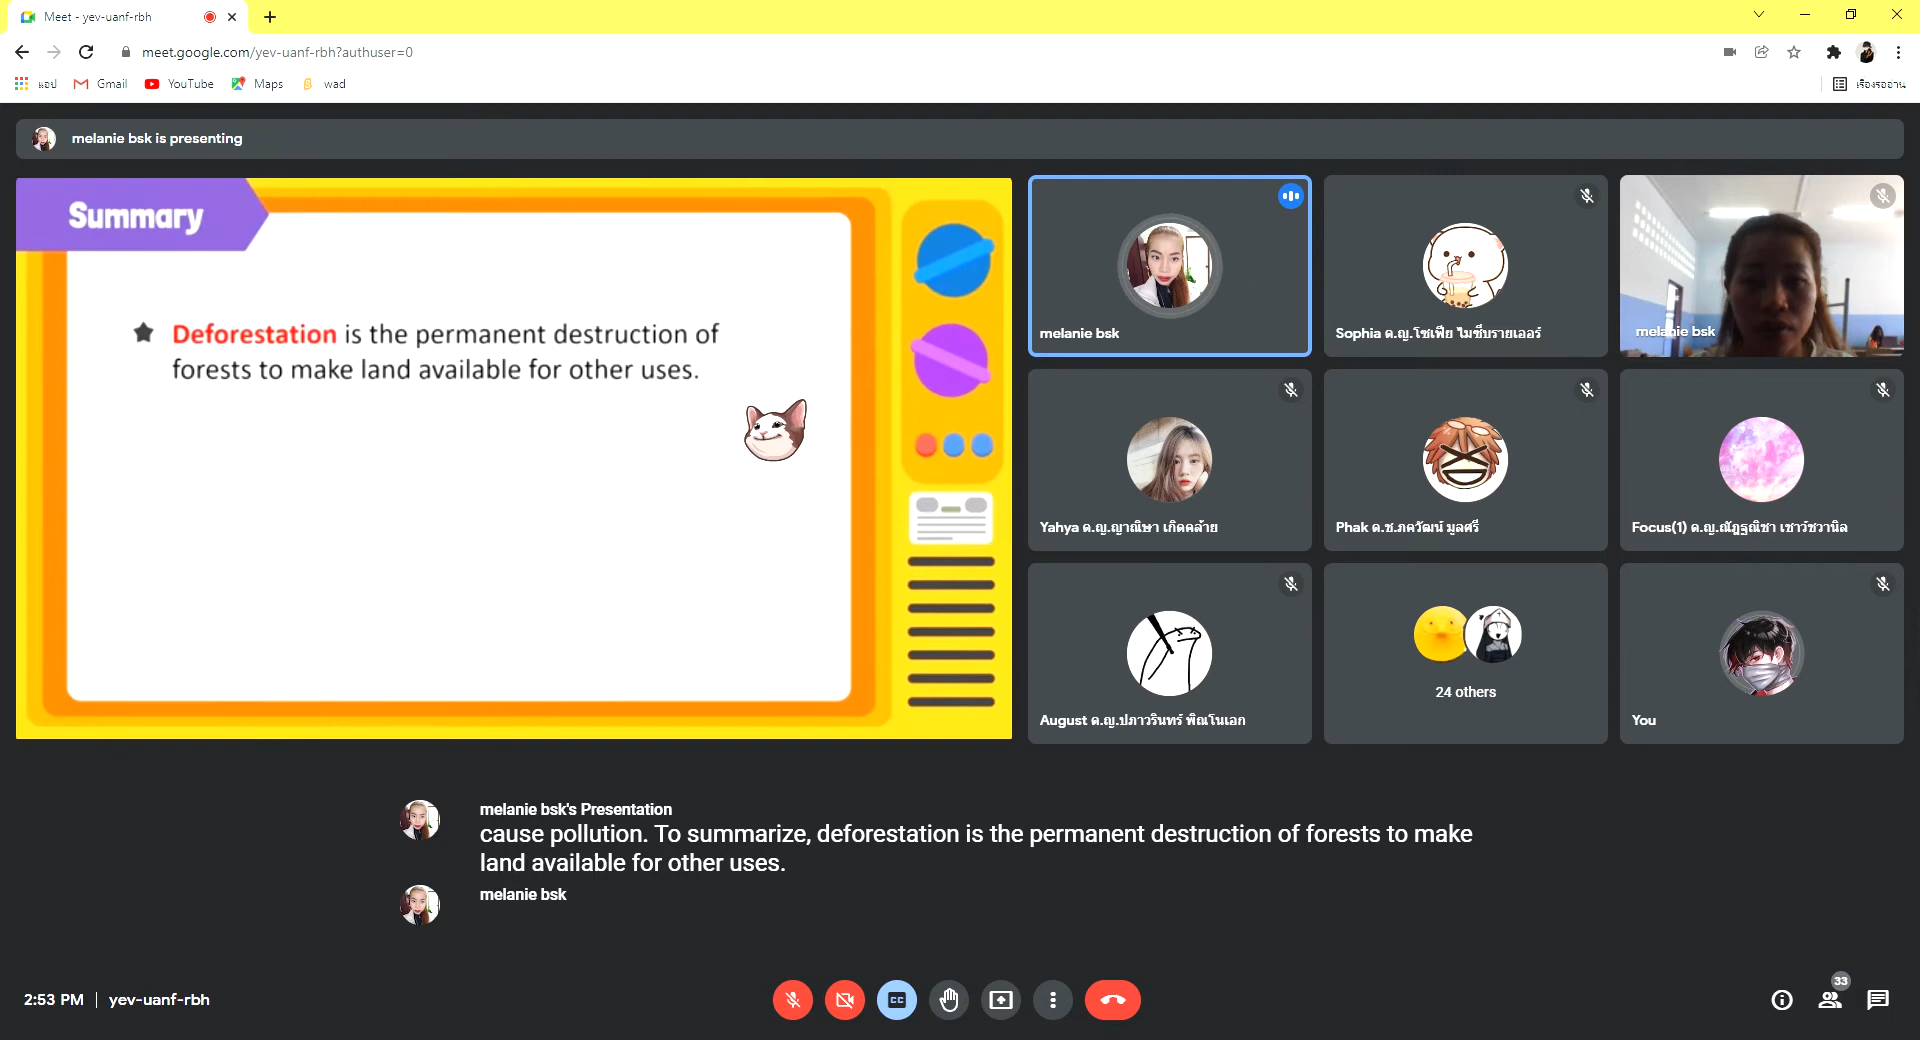 Meet - yev-uanf-rbh
meet.google.com/yev-uanf-rbh?authuser=0
แอป
Gmail
YouTube
Maps
wad
เรื่องรออ่าน
melanie bsk is presenting
Summary
Deforestation is the permanent destruction of
forests to make land available for other uses.
melanie bsk
Sophia ด.ญ.โซเฟีย ไมซ็บรายเออร์
melanie bsk
Yahya ด.ญ.ญาณิษา เกิดคล้าย
Phak ด.ช.ภควัฒน์ มูลศรี
Focus(1) ด.ญ.ณัฏฐณิชา เชาว์ชวานิล
August ด.ญ.ปภาวรินทร์ พิณโนเอก
24 others
You
melanie bsk's Presentation
cause pollution. To summarize, deforestation is the permanent destruction of forests to make
land available for other uses.
melanie bsk
2:53 PM | yev-uanf-rbh
CC
33